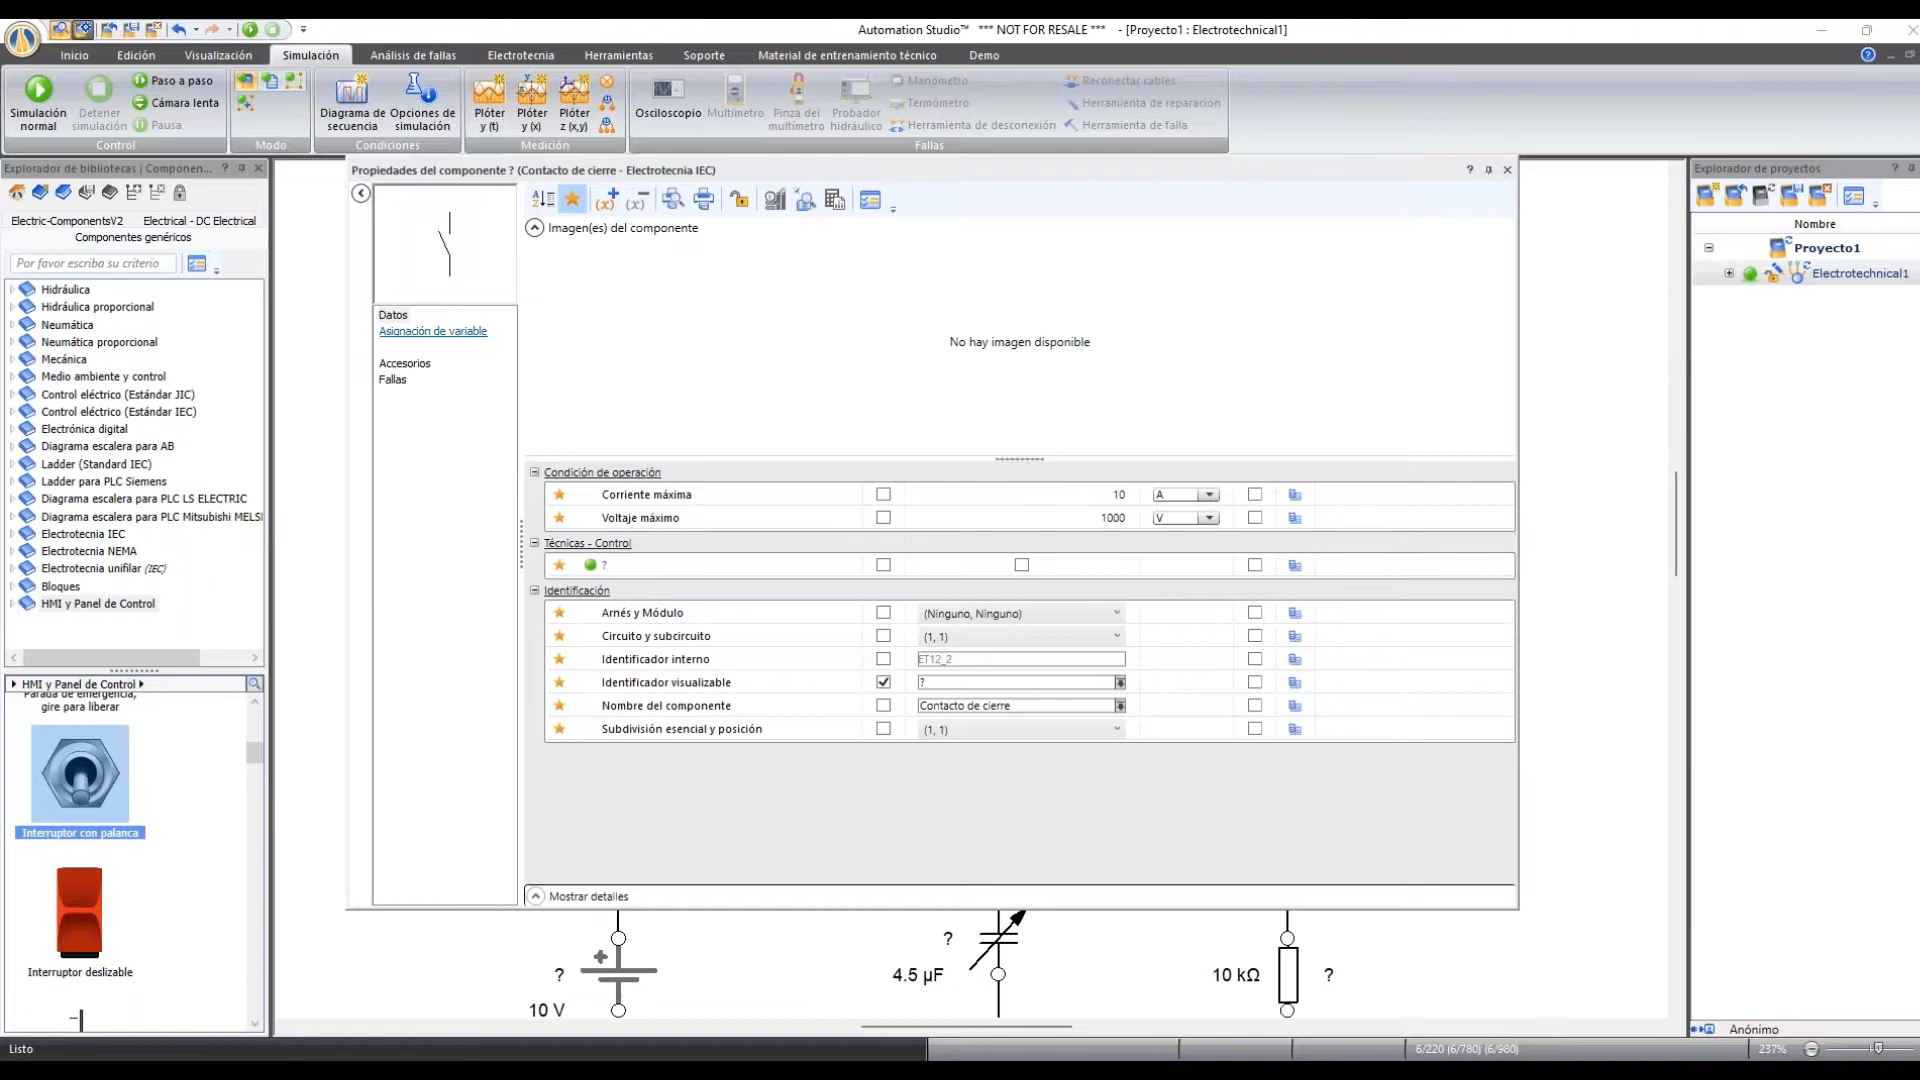 Automation Studio™ *** NOT FOR RESALE *** - [Proyecto1 : Electrotechnical1]
Inicio Edición Visualización Simulación Análisis de fallas Electrotecnia Herramientas Soporte Material de entrenamiento técnico Demo
Simulación normal
Detener simulación
Paso a paso
Cámara lenta
Pausa
Control
Modo
Diagrama de secuencia
Opciones de simulación
Condiciones
Plóter y (t)
Plóter y (x)
Plóter z (x,y)
Medición
Osciloscopio
Multímetro
Pinza del multímetro
Probador hidráulico
Manómetro
Termómetro
Herramienta de desconexión
Reconectar cables
Herramienta de reparación
Herramienta de falla
Fallas
Explorador de bibliotecas | Componen...
Electric-ComponentsV2 Electrical - DC Electrical
Componentes genéricos
Por favor escriba su criterio
Hidráulica
Hidráulica proporcional
Neumática
Neumática proporcional
Mecánica
Medio ambiente y control
Control eléctrico (Estándar JIC)
Control eléctrico (Estándar IEC)
Electrónica digital
Diagrama escalera para AB
Ladder (Standard IEC)
Ladder para PLC Siemens
Diagrama escalera para PLC LS ELECTRIC
Diagrama escalera para PLC Mitsubishi MELS
Electrotecnia IEC
Electrotecnia NEMA
Electrotecnia unifilar (IEC)
Bloques
HMI y Panel de Control
HMI y Panel de Control
Parada de emergencia,
gire para liberar
Interruptor con palanca
Interruptor deslizable
Propiedades del componente ? (Contacto de cierre - Electrotecnia IEC)
Datos
Asignación de variable
Accesorios
Fallas
Imagen(es) del componente
No hay imagen disponible
Condición de operación
Corriente máxima 10 A
Voltaje máximo 1000 V
Técnicas - Control
?
Identificación
Arnés y Módulo (Ninguno, Ninguno)
Circuito y subcircuito (1, 1)
Identificador interno ET12_2
Identificador visualizable ?
Nombre del componente Contacto de cierre
Subdivisión esencial y posición (1, 1)
Mostrar detalles
?
10 V
?
4.5 µF
10 kΩ
?
Explorador de proyectos
Nombre
Proyecto1
Electrotechnical1
Anónimo
Listo
6/220 (6/780) (6/980)
237%